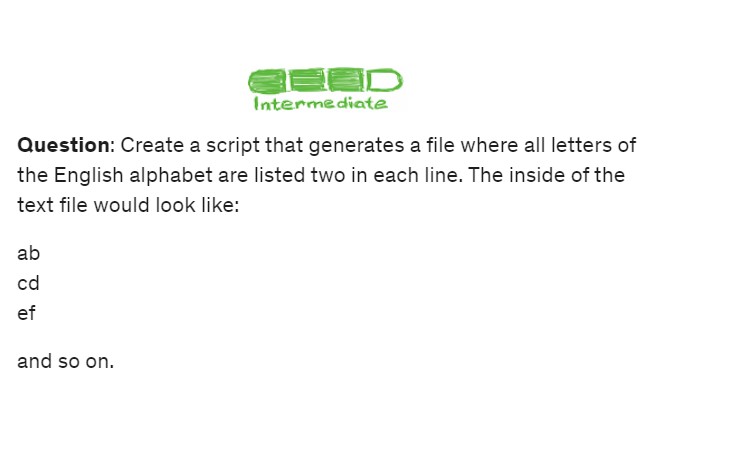 Intermediate
Question: Create a script that generates a file where all letters of
the English alphabet are listed two in each line. The inside of the
text file would look like:
ab
cd
ef
and so on.